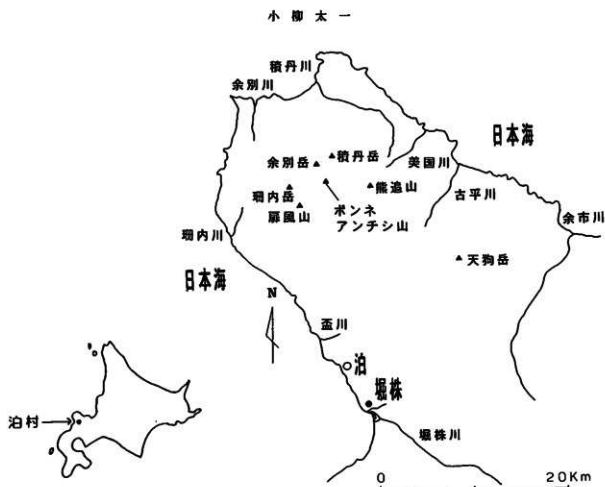 小柳太一
積丹川
余別川
日本海
余別岳
積丹岳
美国川
珊内岳
熊追山
古平川
屏風山
ポンネ
アンチシ山
余市川
珊内川
天狗岳
日本海
N
盃川
泊
堀株
泊村
堀株川
0 20Km